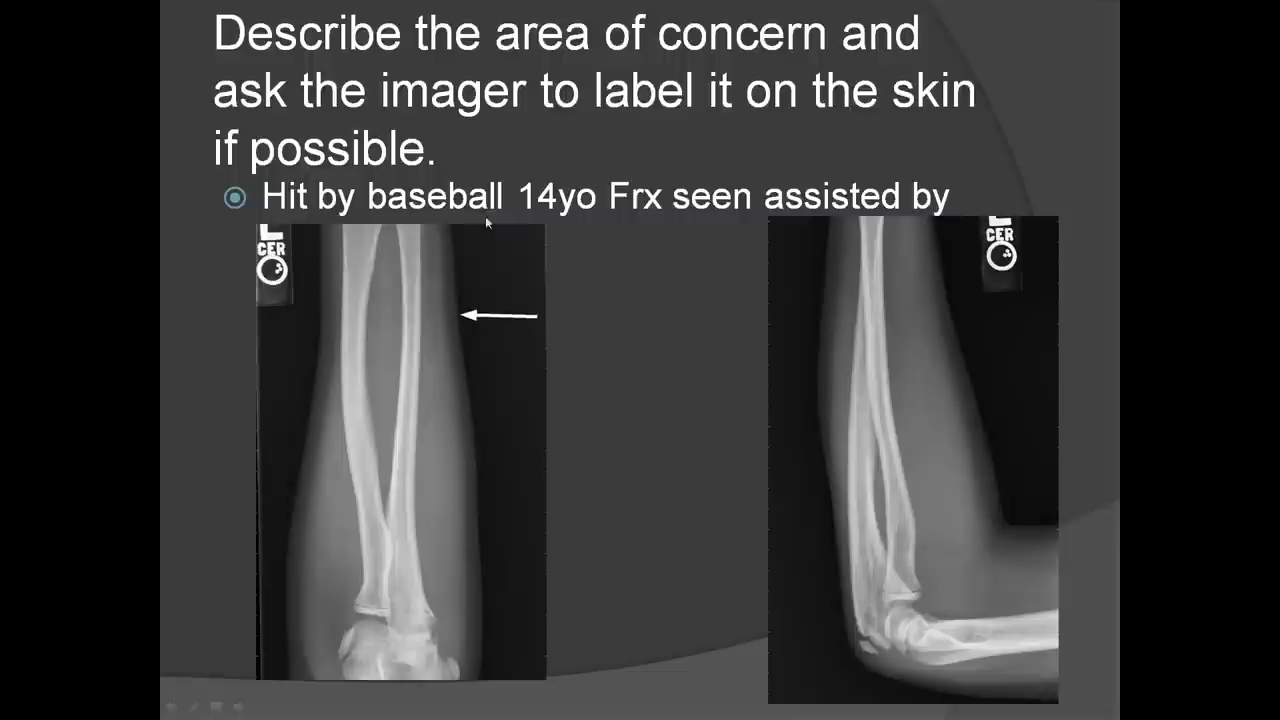 Describe the area of concern and
ask the imager to label it on the skin
if possible.
Hit by baseball 14yo Frx seen assisted by
CER
CER